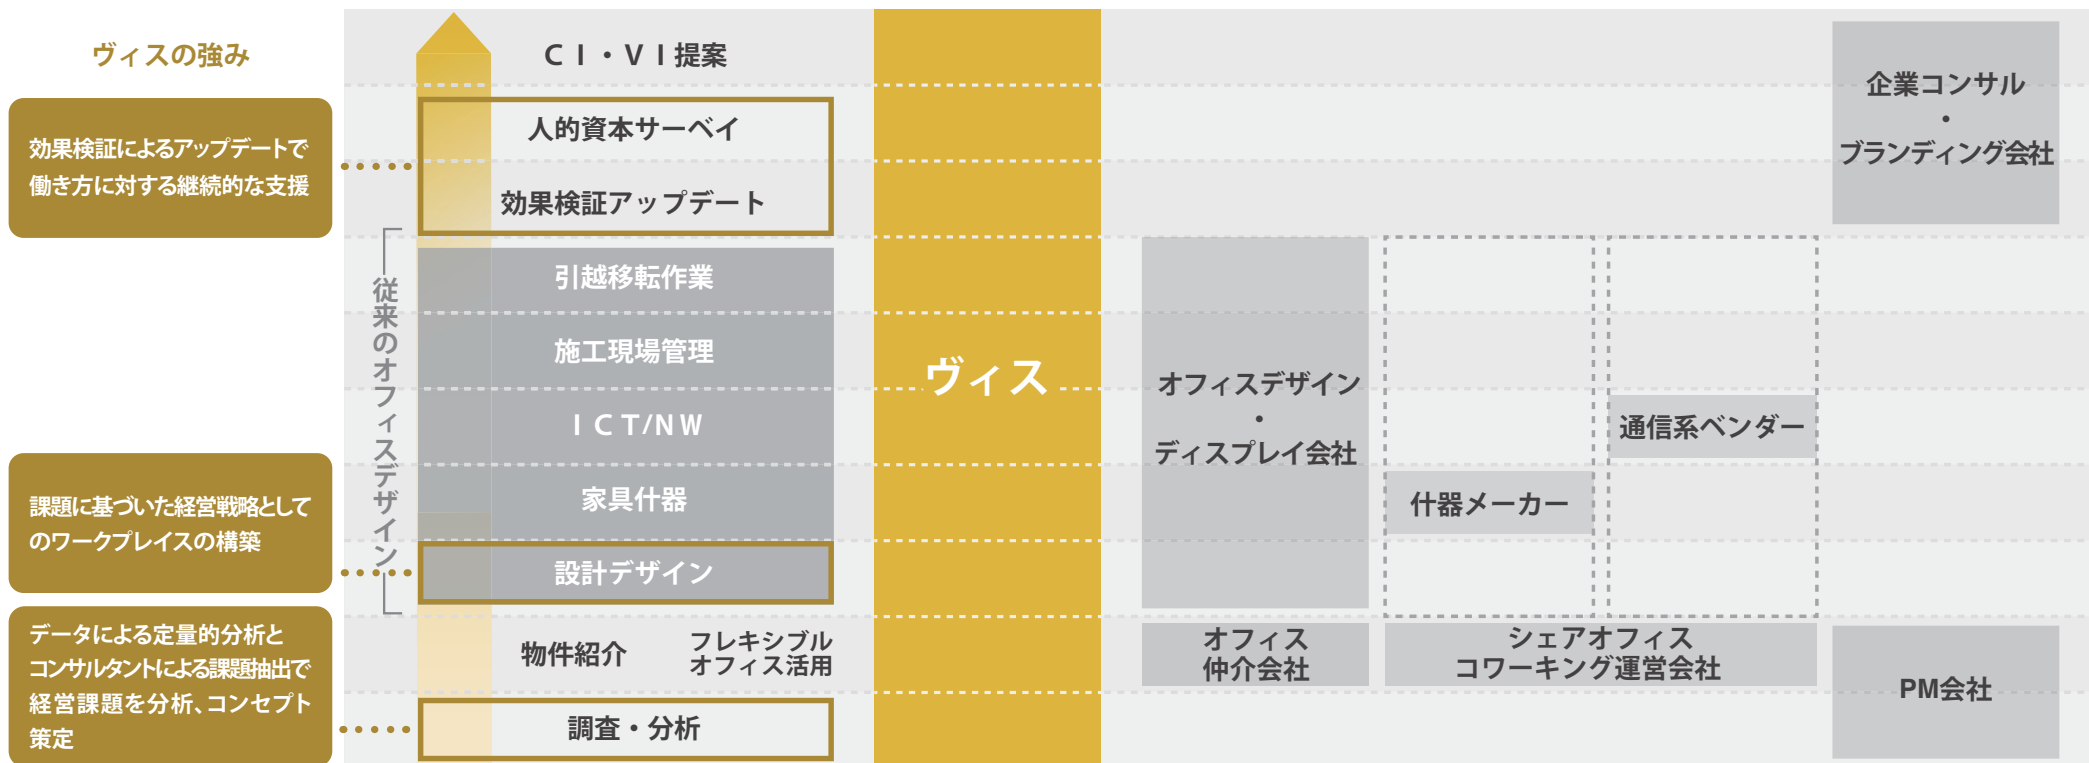 ヴィスの強み
効果検証によるアップデートで
働き方に対する継続的な支援
課題に基づいた経営戦略として
のワークプレイスの構築
データによる定量的分析と
コンサルタントによる課題抽出で
経営課題を分析、コンセプト
策定
従来のオフィスデザイン
ＣＩ・ＶＩ提案
人的資本サーベイ
効果検証アップデート
引越移転作業
施工現場管理
ＩＣＴ/ＮＷ
家具什器
設計デザイン
物件紹介
フレキシブル
オフィス活用
調査・分析
ヴィス
オフィスデザイン
・
ディスプレイ会社
オフィス
仲介会社
什器メーカー
通信系ベンダー
シェアオフィス
コワーキング運営会社
企業コンサル
・
ブランディング会社
PM会社